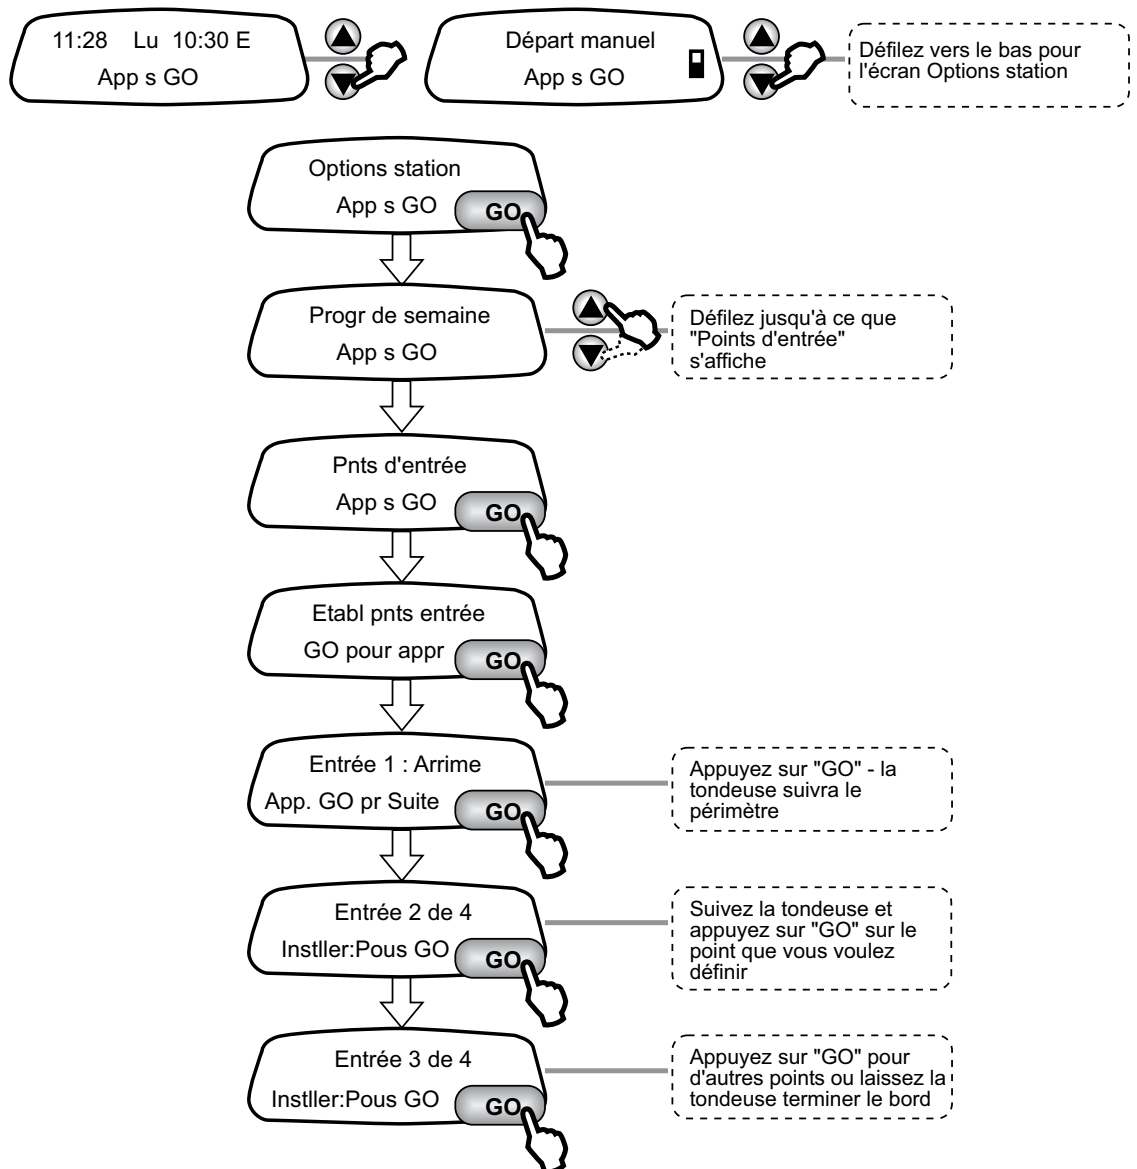 11:28 Lu 10:30 E
App s GO
Départ manuel
App s GO
Défilez vers le bas pour
l'écran Options station
Options station
App s GO
GO
Progr de semaine
App s GO
Défilez jusqu'à ce que
"Points d'entrée"
s'affiche
Pnts d'entrée
App s GO
GO
Etabl pnts entrée
GO pour appr
GO
Entrée 1 : Arrime
App. GO pr Suite
GO
Appuyez sur "GO" - la
tondeuse suivra le
périmètre
Entrée 2 de 4
Instller:Pous GO
GO
Suivez la tondeuse et
appuyez sur "GO" sur le
point que vous voulez
définir
Entrée 3 de 4
Instller:Pous GO
GO
Appuyez sur "GO" pour
d'autres points ou laissez la
tondeuse terminer le bord